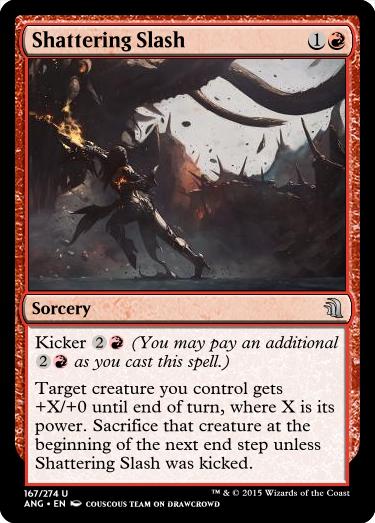 Shattering Slash 1
Sorcery
Kicker 2 (You may pay an additional
2 as you cast this spell.)
Target creature you control gets
+X/+0 until end of turn, where X is its
power. Sacrifice that creature at the
beginning of the next end step unless
Shattering Slash was kicked.
167/274 U
ANG • EN COUSCOUS TEAM ON DRAWCROWD
™ & © 2015 Wizards of the Coast